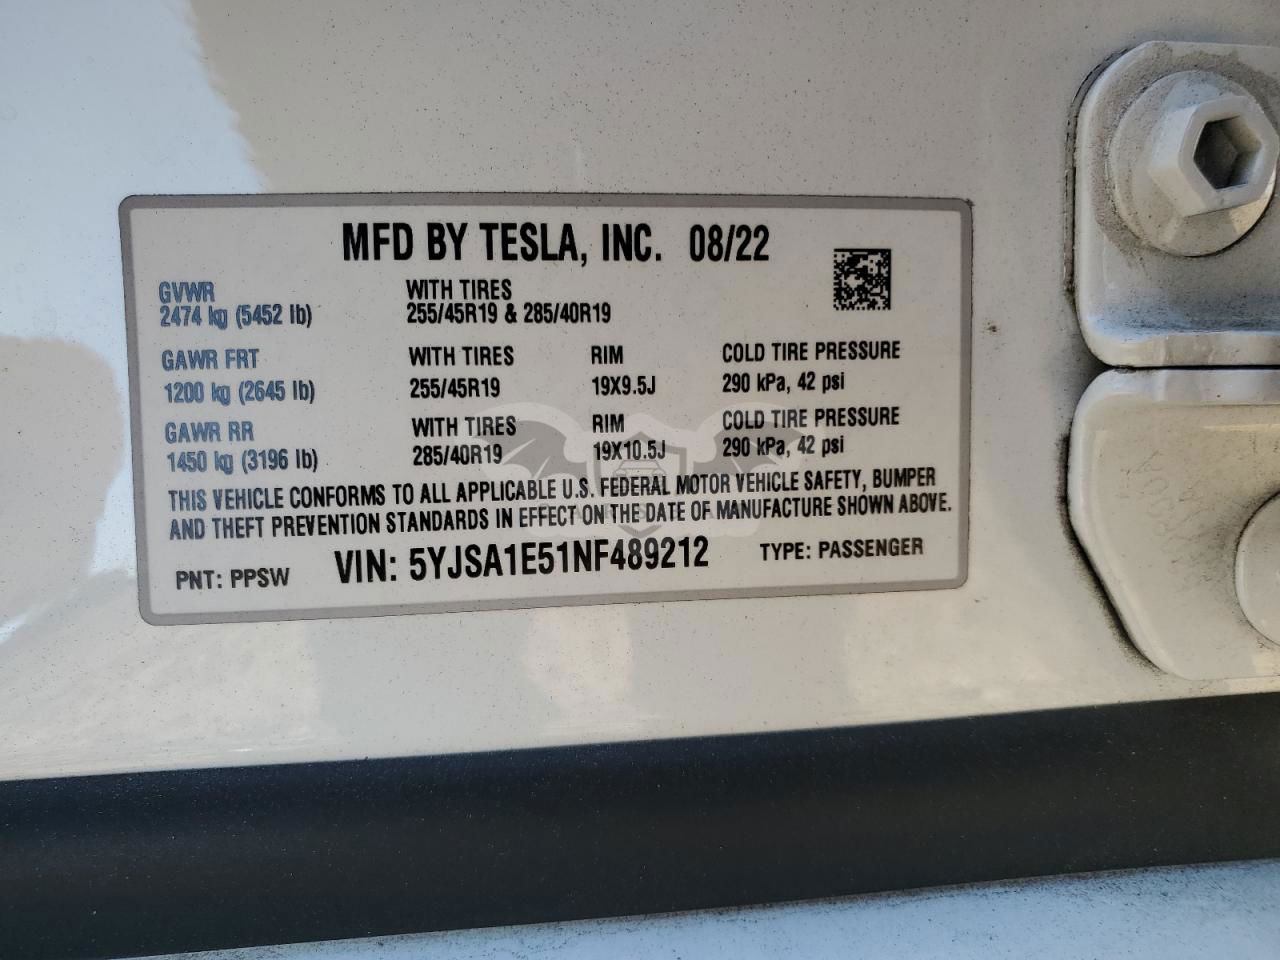 MFD BY TESLA, INC. 08/22
GVWR WITH TIRES
2474 kg (5452 lb) 255/45R19 & 285/40R19
GAWR FRT WITH TIRES RIM COLD TIRE PRESSURE
1200 kg (2645 lb) 255/45R19 19X9.5J 290 kPa, 42 psi
GAWR RR WITH TIRES RIM COLD TIRE PRESSURE
1450 kg (3196 lb) 285/40R19 19X10.5J 290 kPa, 42 psi
THIS VEHICLE CONFORMS TO ALL APPLICABLE U.S. FEDERAL MOTOR VEHICLE SAFETY, BUMPER
AND THEFT PREVENTION STANDARDS IN EFFECT ON THE DATE OF MANUFACTURE SHOWN ABOVE.
PNT: PPSW VIN: 5YJSA1E51NF489212 TYPE: PASSENGER